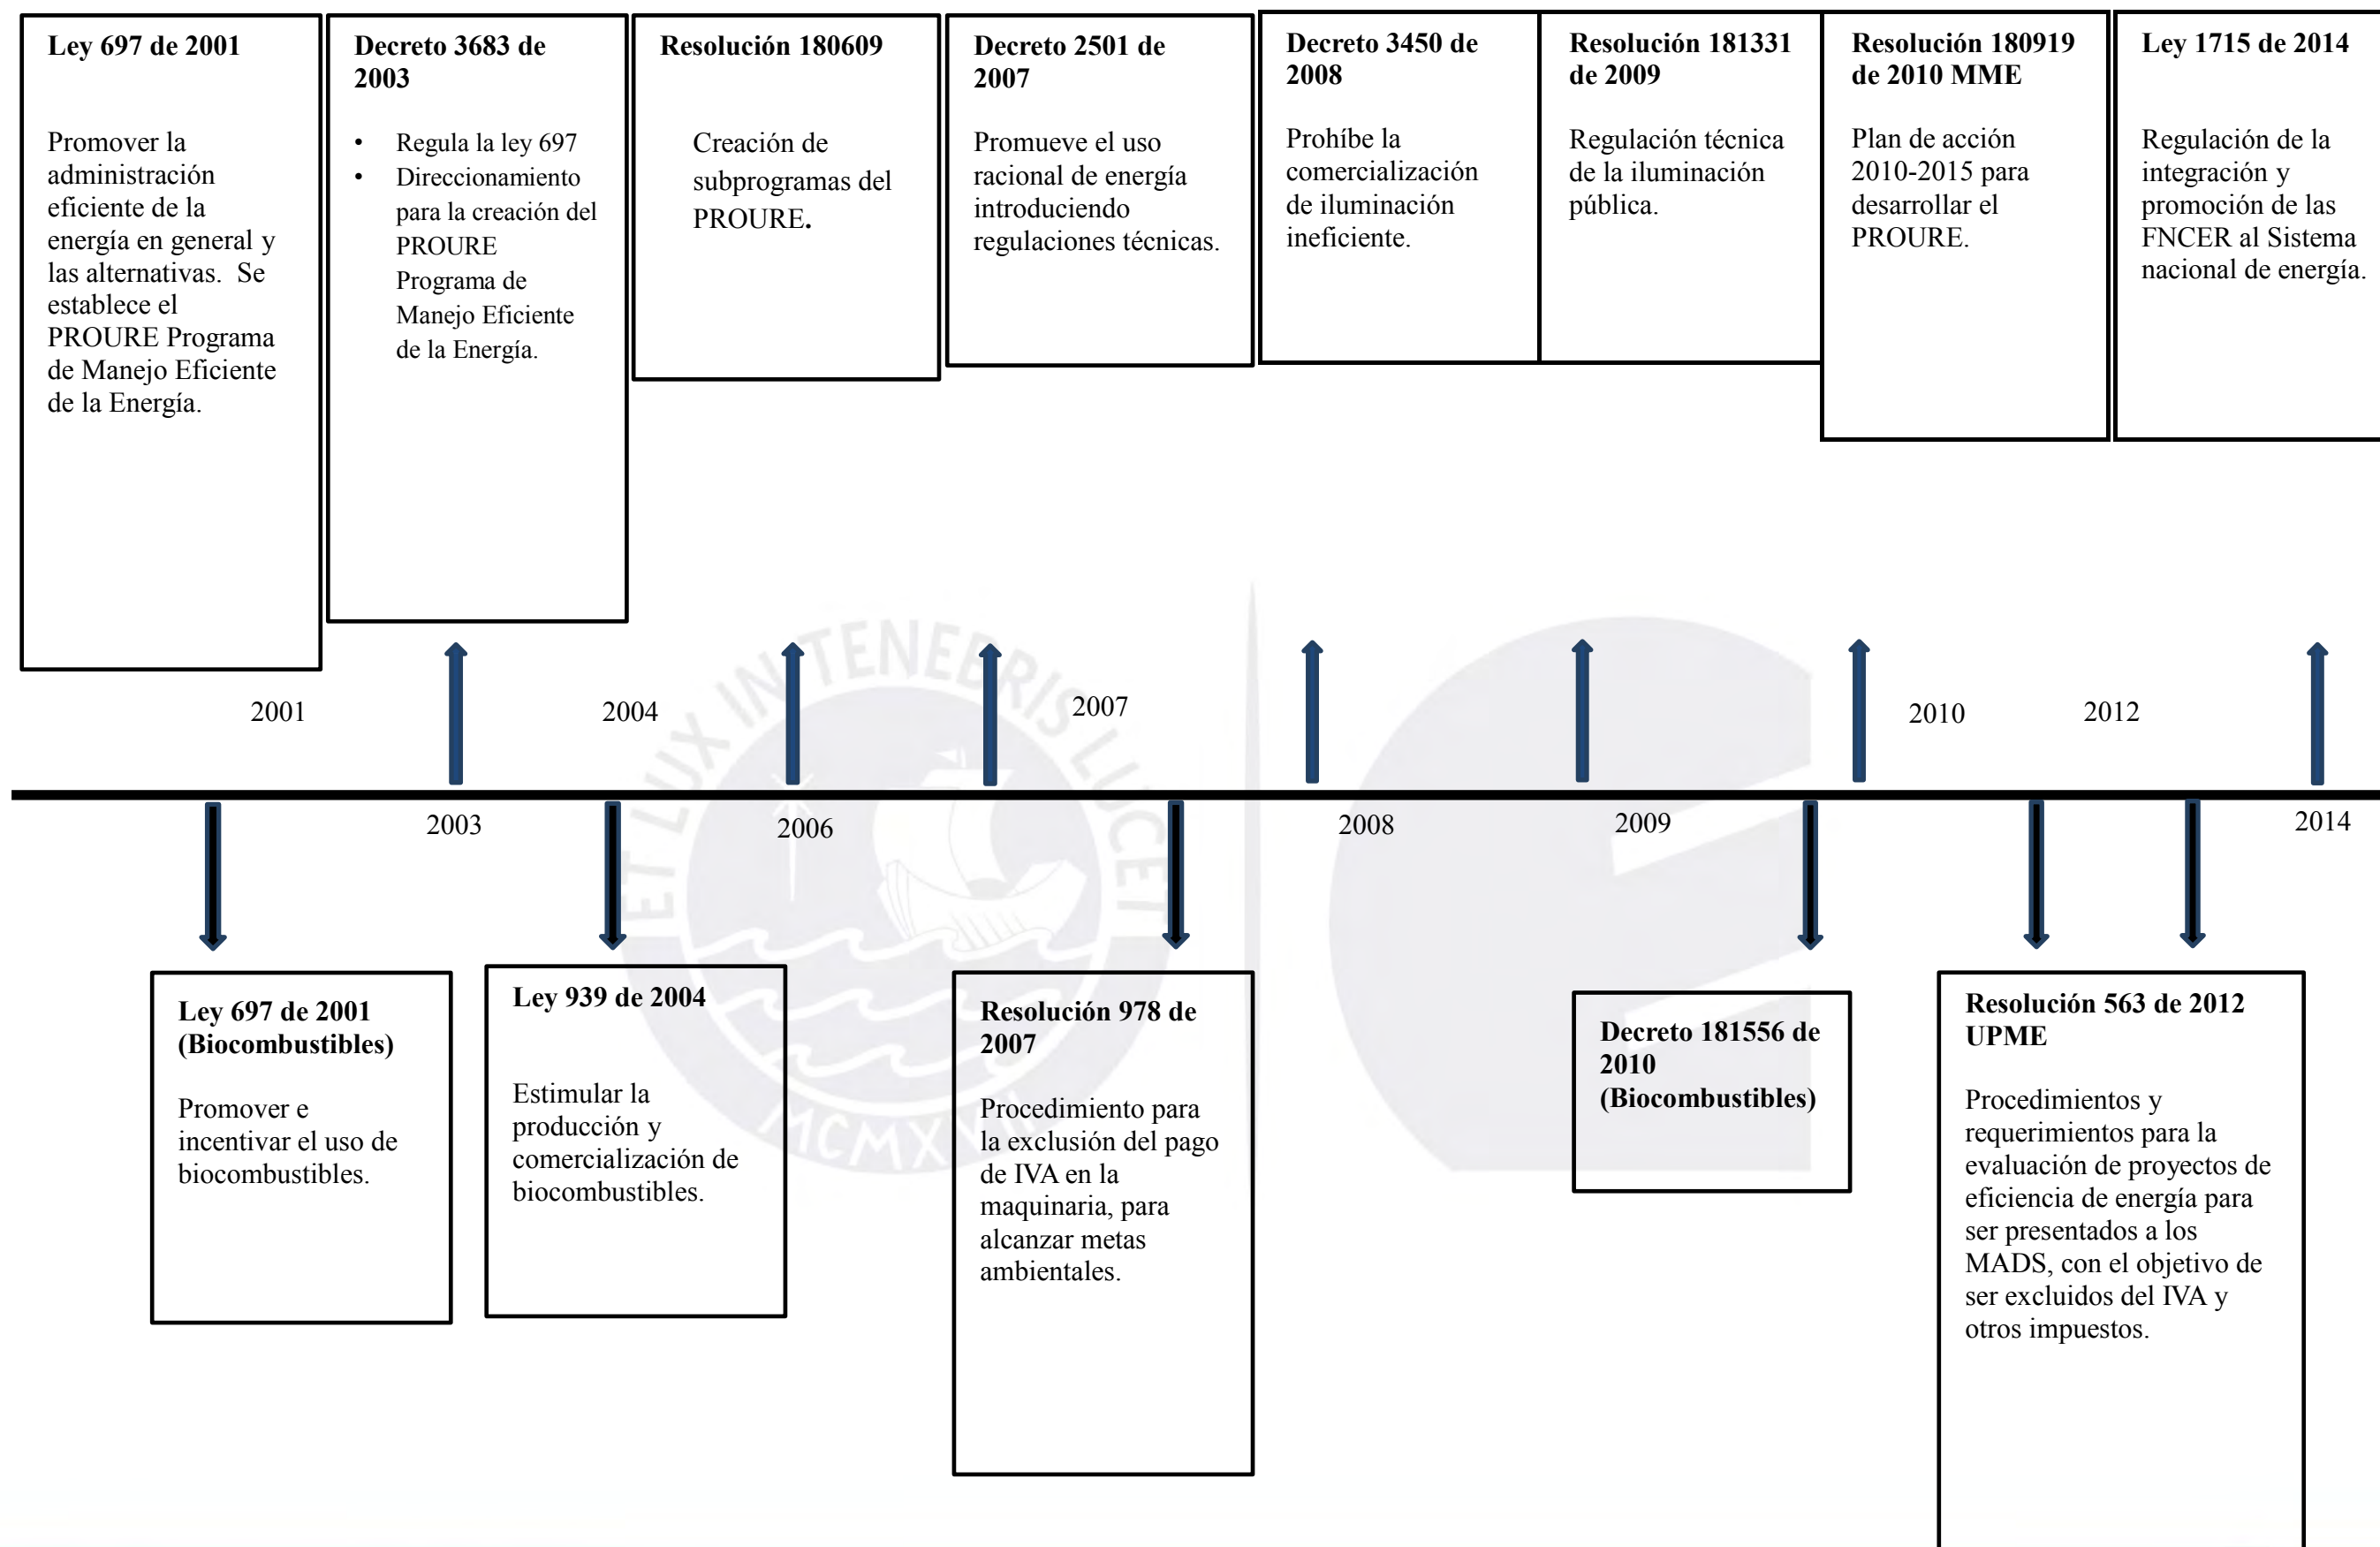 Ley 697 de 2001
Promover la
administración
eficiente de la
energía en general y
las alternativas.  Se
establece el
PROURE Programa
de Manejo Eficiente
de la Energía.
Decreto 3683 de
2003
• Regula la ley 697
• Direccionamiento
para la creación del
PROURE
Programa de
Manejo Eficiente
de la Energía.
Resolución 180609
Creación de
subprogramas del
PROURE.
Decreto 2501 de
2007
Promueve el uso
racional de energía
introduciendo
regulaciones técnicas.
Decreto 3450 de
2008
Prohíbe la
comercialización
de iluminación
ineficiente.
Resolución 181331
de 2009
Regulación técnica
de la iluminación
pública.
Resolución 180919
de 2010 MME
Plan de acción
2010-2015 para
desarrollar el
PROURE.
Ley 1715 de 2014
Regulación de la
integración y
promoción de las
FNCER al Sistema
nacional de energía.
2001
2004
2007
2010
2012
2003
2006
2008
2009
2014
ET LUX IN TENEBRIS LUCET
MCMXVII
Ley 697 de 2001
(Biocombustibles)
Promover e
incentivar el uso de
biocombustibles.
Ley 939 de 2004
Estimular la
producción y
comercialización de
biocombustibles.
Resolución 978 de
2007
Procedimiento para
la exclusión del pago
de IVA en la
maquinaria, para
alcanzar metas
ambientales.
Decreto 181556 de
2010
(Biocombustibles)
Resolución 563 de 2012
UPME
Procedimientos y
requerimientos para la
evaluación de proyectos de
eficiencia de energía para
ser presentados a los
MADS, con el objetivo de
ser excluidos del IVA y
otros impuestos.